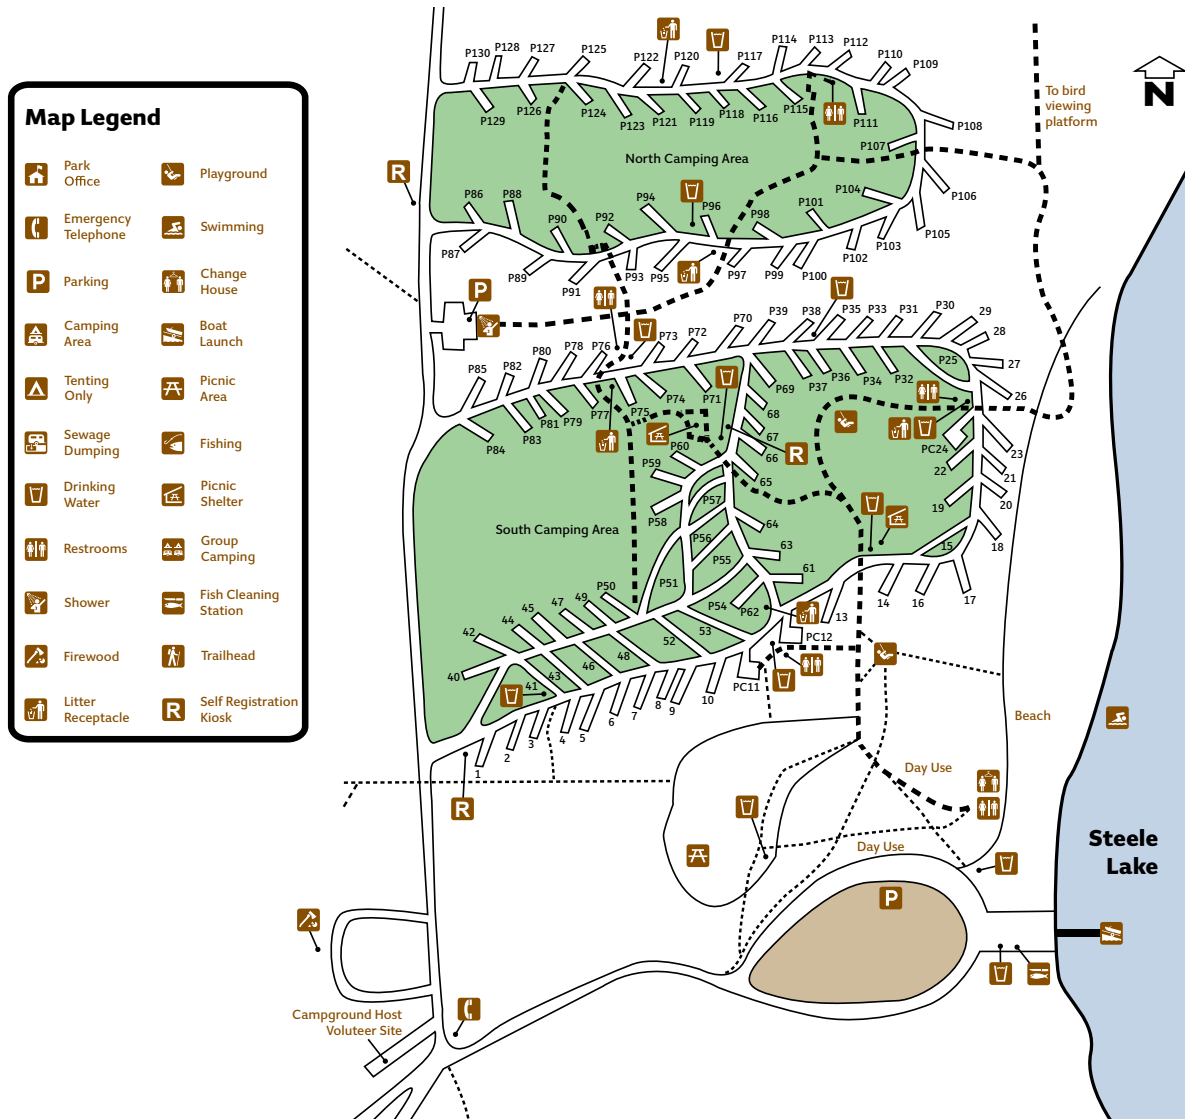 Map Legend
Park
Office
Playground
Emergency
Telephone
Swimming
P
Parking
Change
House
Camping
Area
Boat
Launch
Tenting
Only
Picnic
Area
Sewage
Dumping
Fishing
Drinking
Water
Picnic
Shelter
Restrooms
Group
Camping
Shower
Fish Cleaning
Station
Firewood
Trailhead
Litter
Receptacle
R
Self Registration
Kiosk
N
To bird
viewing
platform
P130
P128
P127
P125
P122
P120
P117
P114
P113
P112
P110
P109
P129
P126
P124
P123
P121
P119
P118
P116
P115
P111
P108
P107
North Camping Area
R
P86
P88
P90
P92
P94
P96
P98
P101
P104
P106
P105
P103
P102
P100
P99
P97
P95
P93
P91
P89
P87
P
P85
P82
P80
P78
P76
P73
P72
P70
P39
P38
P35
P33
P31
P30
29
28
27
26
P25
P32
P34
P36
P37
P69
P71
P74
P75
P77
P79
P81
P83
P84
68
67
66
65
R
P60
P59
P58
P57
P56
P55
P54
P51
64
63
61
P62
PC24
23
22
21
20
19
18
17
16
15
14
13
PC12
PC11
South Camping Area
P50
49
47
45
44
42
40
41
43
46
48
52
53
10
9
8
7
6
5
4
3
2
1
R
Beach
Day Use
Day Use
P
Steele
Lake
Campground Host
Voluteer Site